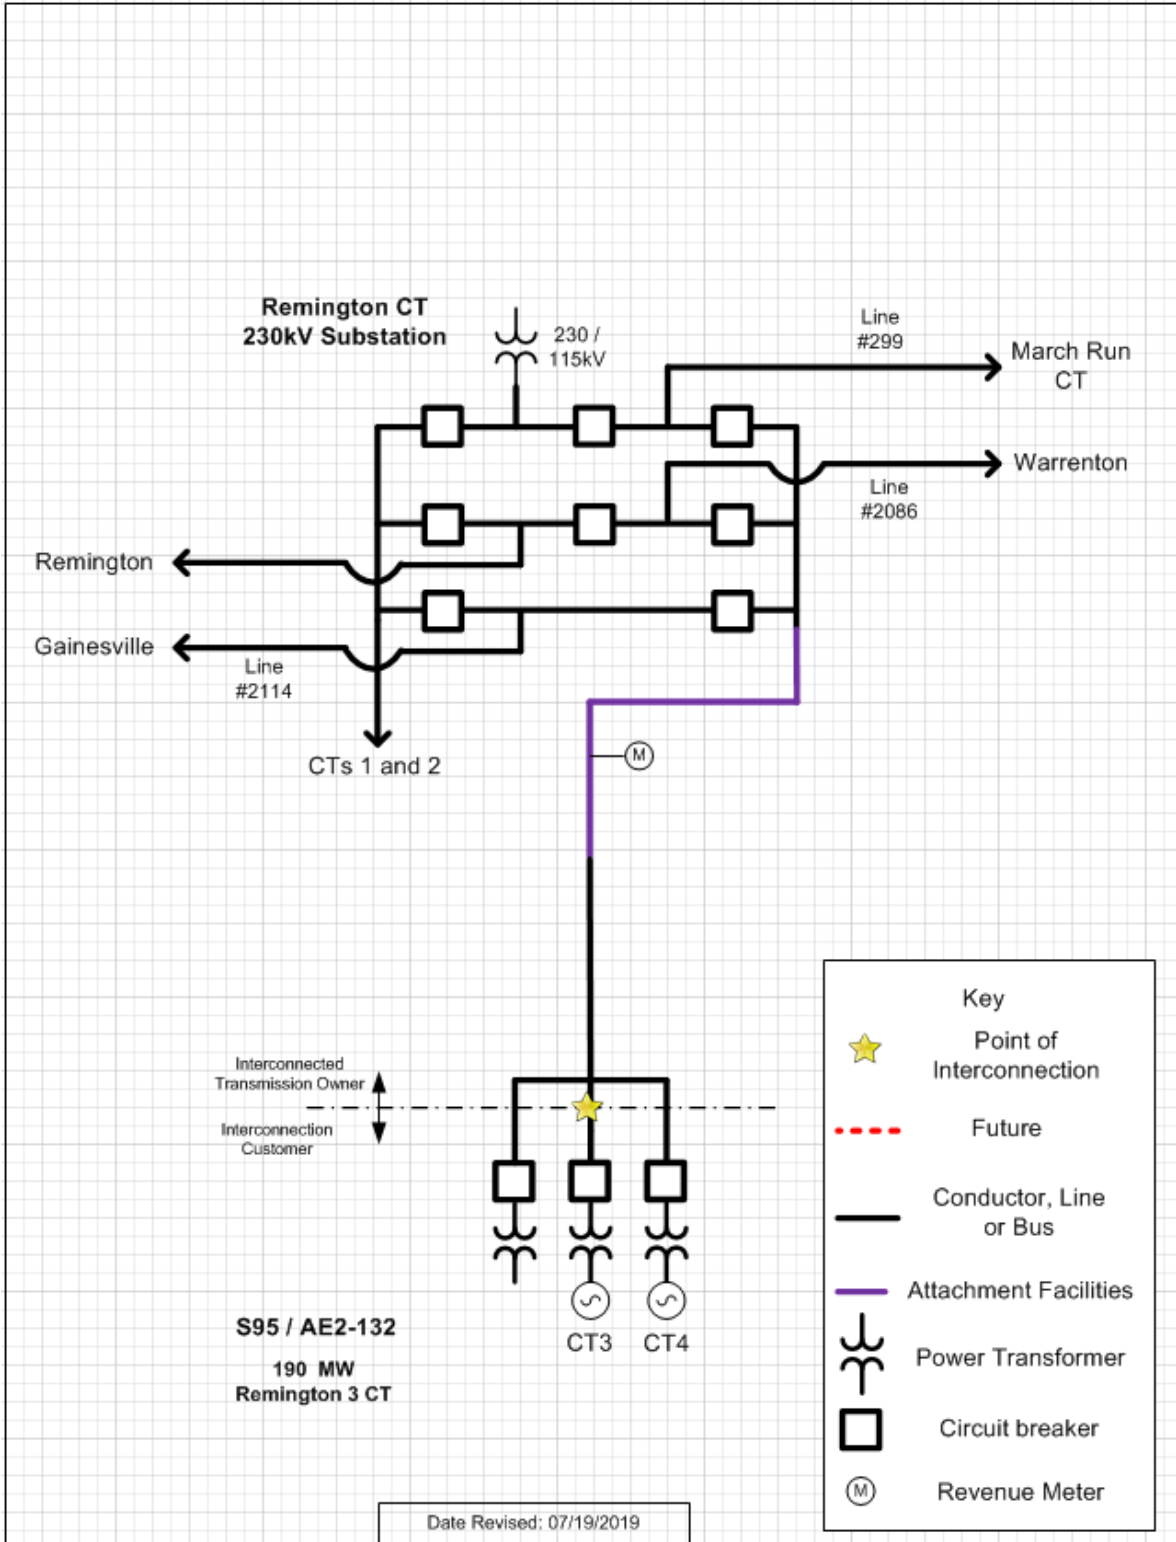 Remington CT
230kV Substation
230 /
115kV
Line
#299
March Run
CT
Warrenton
Line
#2086
Remington
Gainesville
Line
#2114
CTs 1 and 2
M
Interconnected
Transmission Owner
Interconnection
Customer
CT3
CT4
S95 / AE2-132
190 MW
Remington 3 CT
Key
Point of
Interconnection
Future
Conductor, Line
or Bus
Attachment Facilities
Power Transformer
Circuit breaker
M
Revenue Meter
Date Revised: 07/19/2019